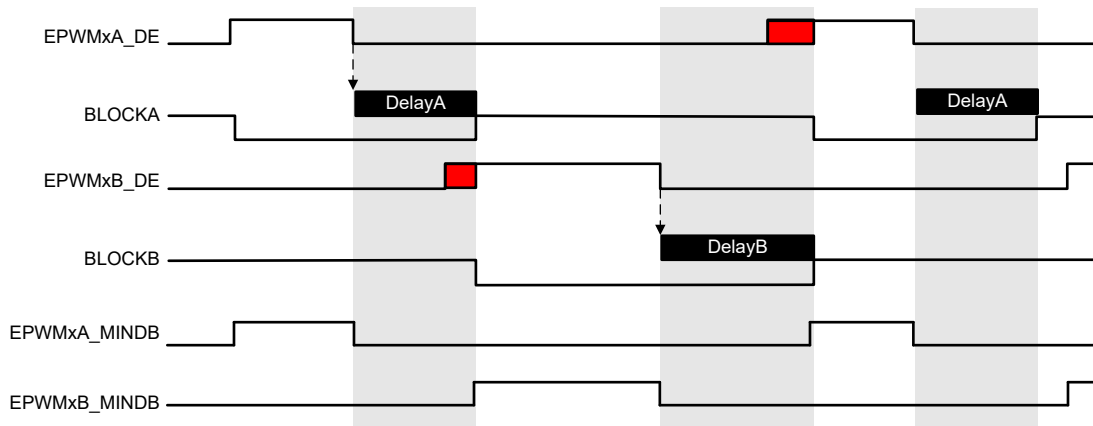 EPWMxA_DE
DelayA
DelayA
BLOCKA
EPWMxB_DE
DelayB
BLOCKB
EPWMxA_MINDB
EPWMxB_MINDB